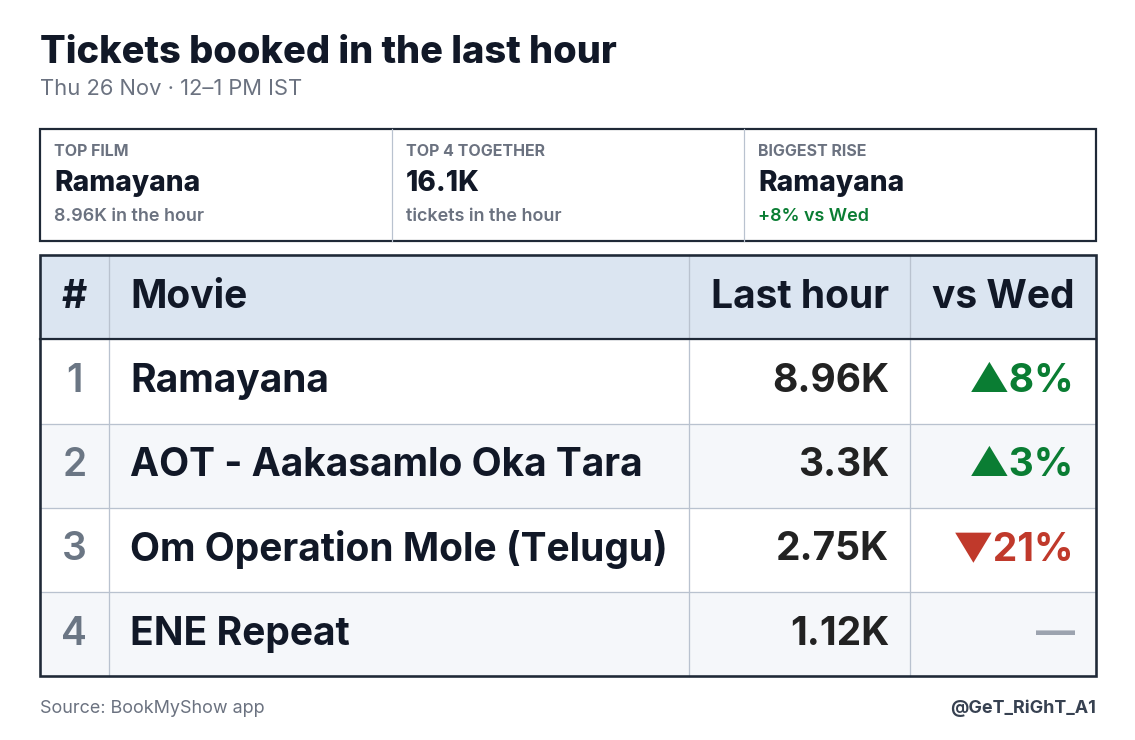 Tickets booked in the last hour
Thu 26 Nov · 12–1 PM IST
TOP FILM
Ramayana
8.96K in the hour
TOP 4 TOGETHER
16.1K
tickets in the hour
BIGGEST RISE
Ramayana
+8% vs Wed
# Movie Last hour vs Wed
1 Ramayana 8.96K ▲8%
2 AOT - Aakasamlo Oka Tara 3.3K ▲3%
3 Om Operation Mole (Telugu) 2.75K ▼21%
4 ENE Repeat 1.12K —
Source: BookMyShow app @GeT_RiGhT_A1